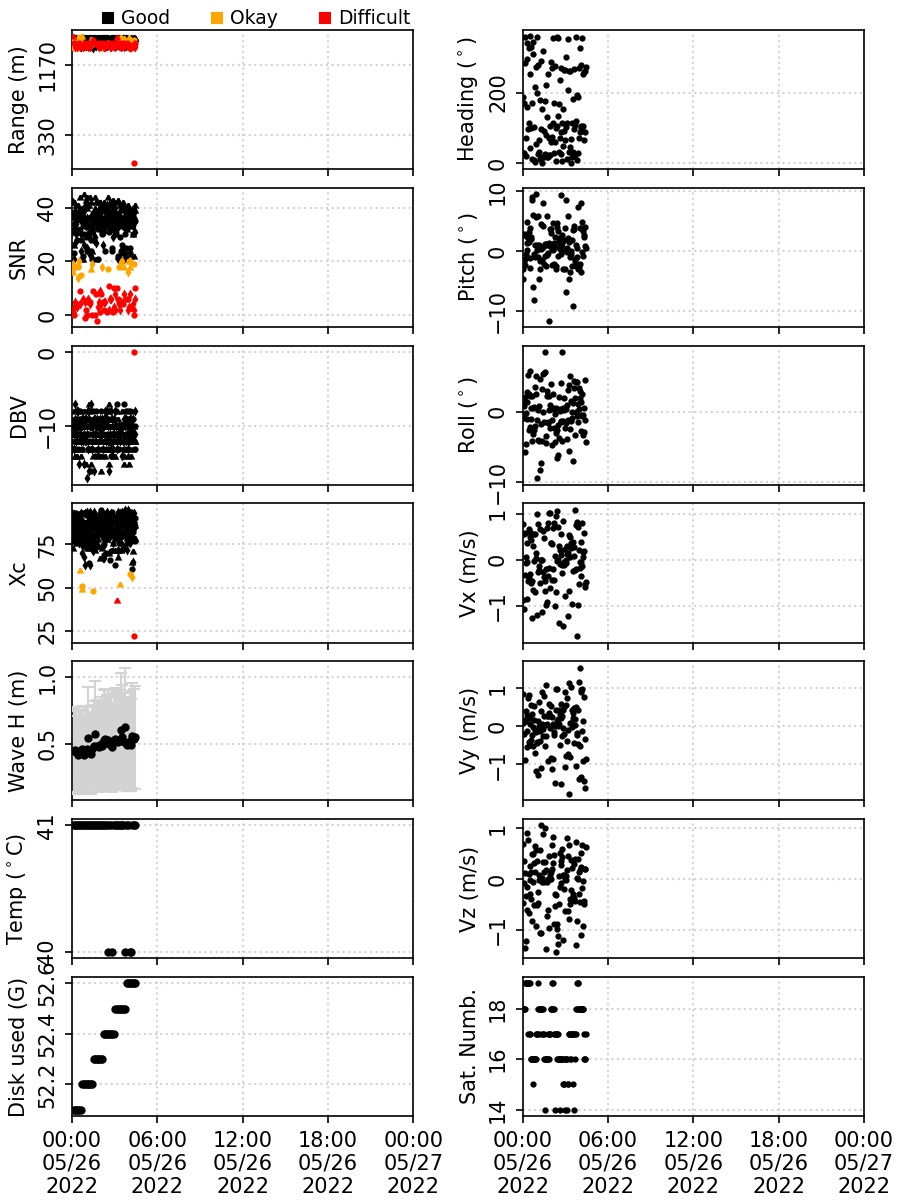 Good Okay Difficult
Range (m)
1170
330
Heading (°)
200
0
SNR
40
20
0
Pitch (°)
10
0
−10
DBV
0
−10
Roll (°)
0
−10
Xc
75
50
25
Vx (m/s)
1
0
−1
Wave H (m)
1.0
0.5
Vy (m/s)
1
0
−1
Temp (°C)
41
40
Vz (m/s)
1
0
−1
Disk used (G)
52.6
52.4
52.2
Sat. Numb.
18
16
14
00:00 06:00 12:00 18:00 00:00
05/26 05/26 05/26 05/26 05/27
2022 2022 2022 2022 2022
00:00 06:00 12:00 18:00 00:00
05/26 05/26 05/26 05/26 05/27
2022 2022 2022 2022 2022